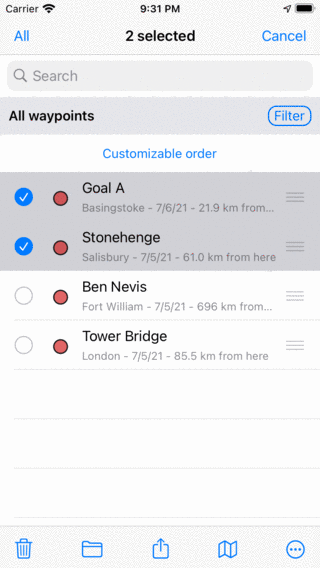 Carrier 9:31 PM
All 2 selected Cancel
Search
All waypoints Filter
Customizable order
Goal A
Basingstoke - 7/6/21 - 21.9 km from...
Stonehenge
Salisbury - 7/5/21 - 61.0 km from here
Ben Nevis
Fort William - 7/5/21 - 696 km from...
Tower Bridge
London - 7/5/21 - 85.5 km from here